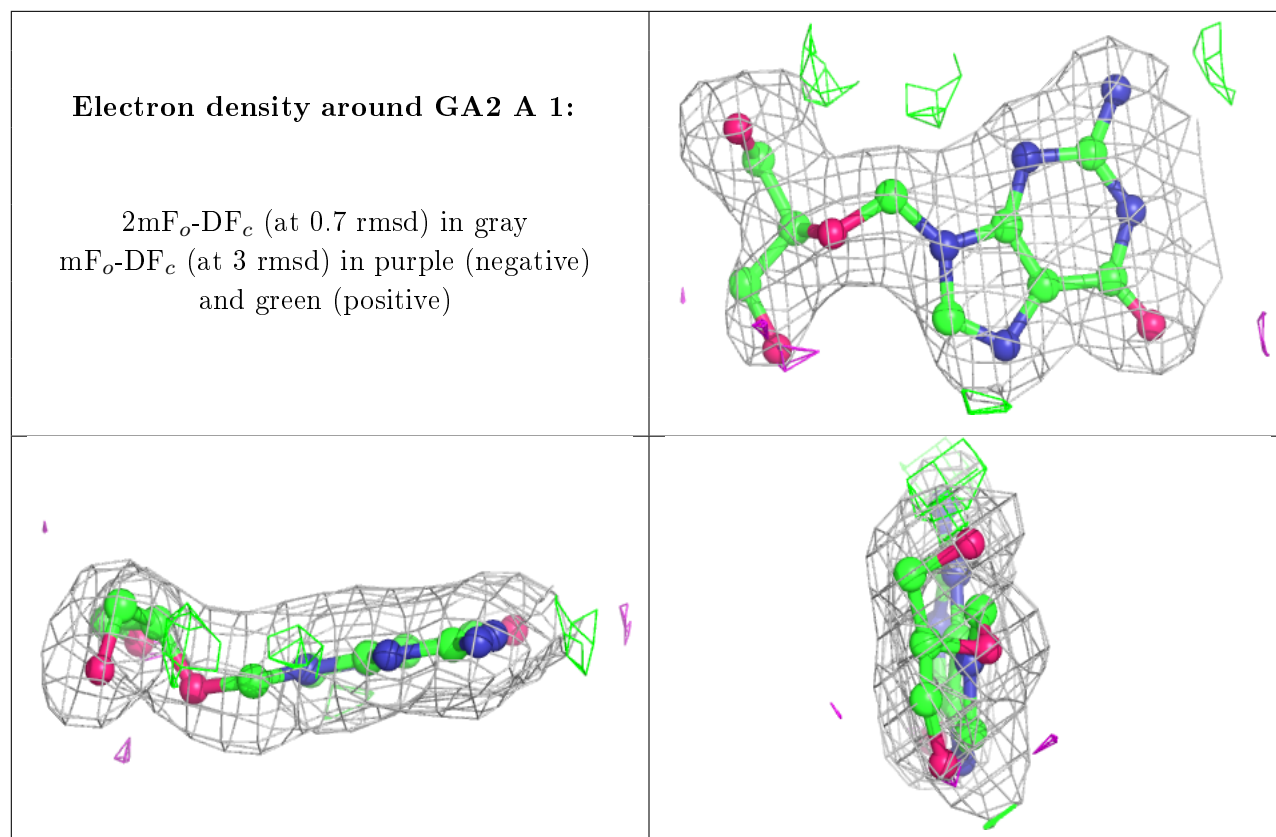 Electron density around GA2 A 1:
2mFₒ-DF𝒸 (at 0.7 rmsd) in gray
mFₒ-DF𝒸 (at 3 rmsd) in purple (negative)
and green (positive)